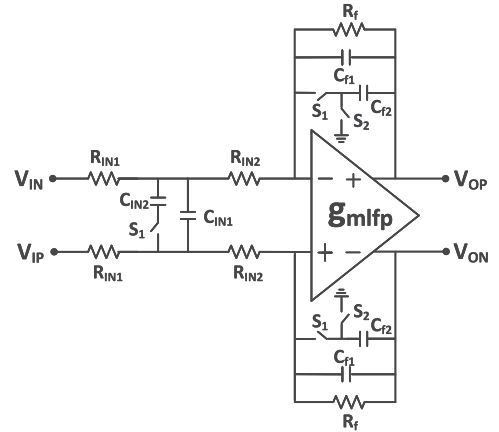 R_f
C_f1
S_1 C_f2
S_2
R_IN1 R_IN2
V_IN − + V_OP
C_IN2
g_mlfp
C_IN1
S_1
V_IP + − V_ON
R_IN1 R_IN2
S_2
S_1 C_f2
C_f1
R_f